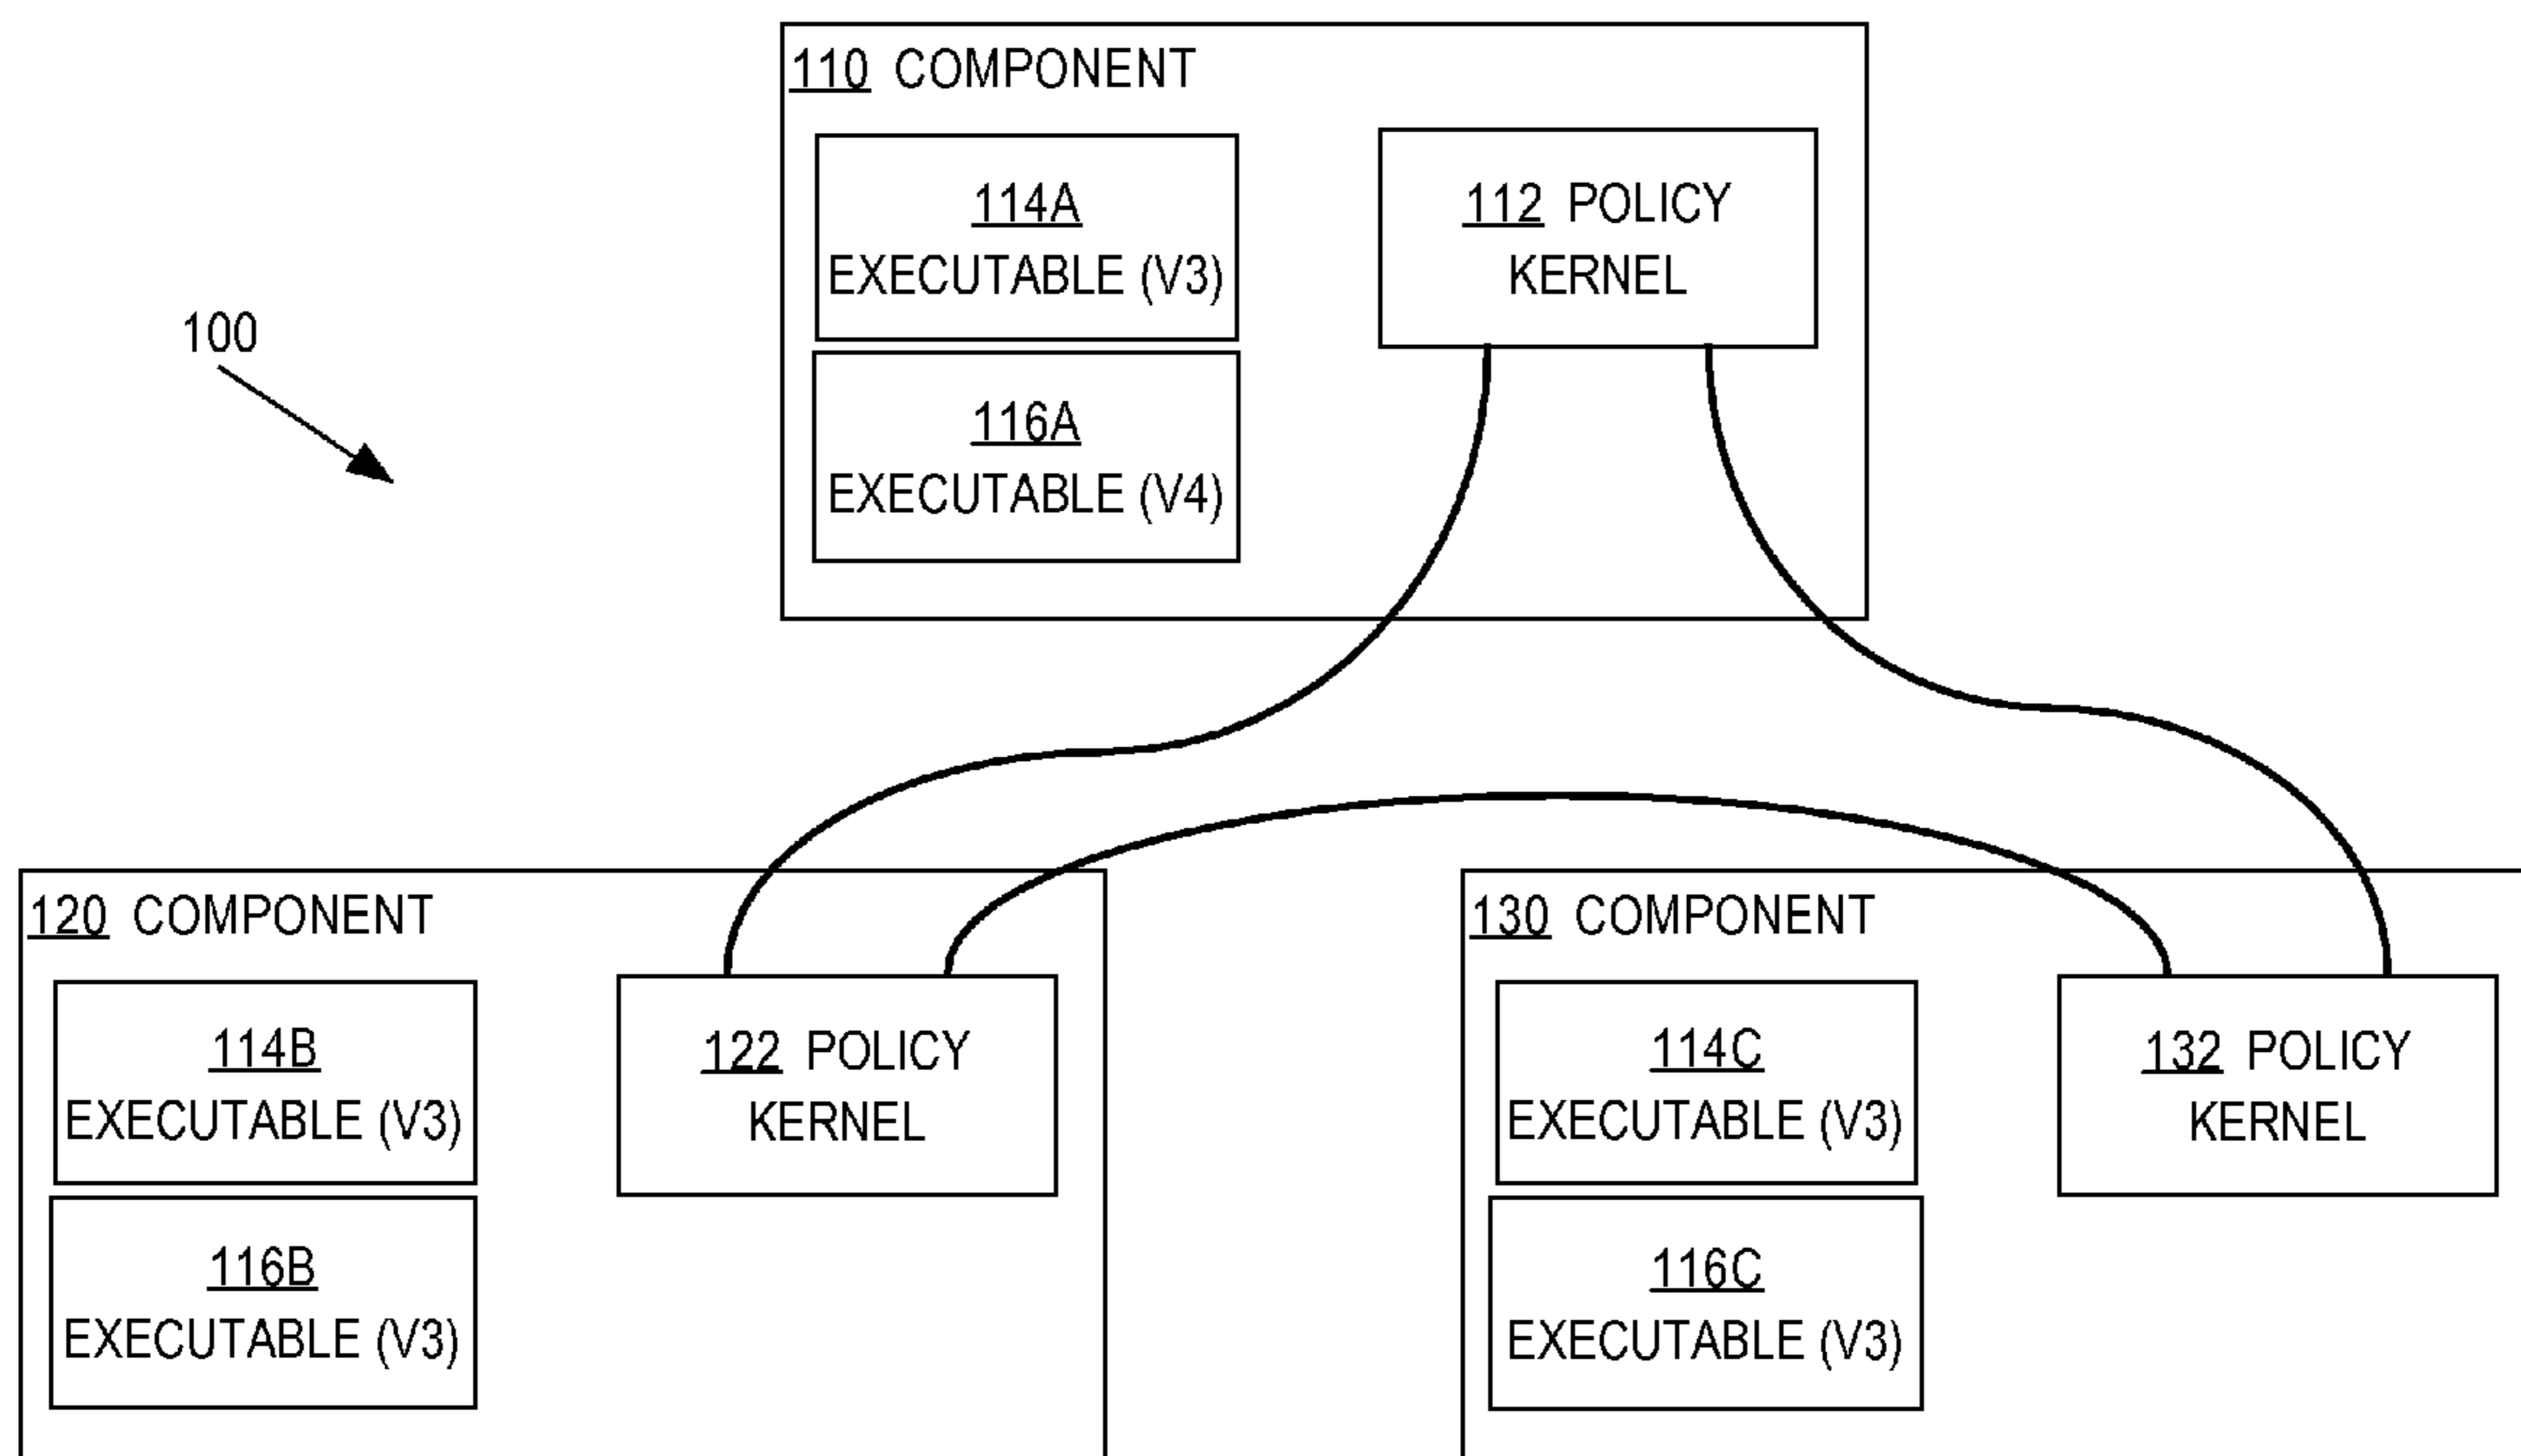 110 COMPONENT
114A
EXECUTABLE (V3)
112 POLICY
KERNEL
116A
EXECUTABLE (V4)
100
120 COMPONENT
114B
EXECUTABLE (V3)
122 POLICY
KERNEL
116B
EXECUTABLE (V3)
130 COMPONENT
114C
EXECUTABLE (V3)
132 POLICY
KERNEL
116C
EXECUTABLE (V3)